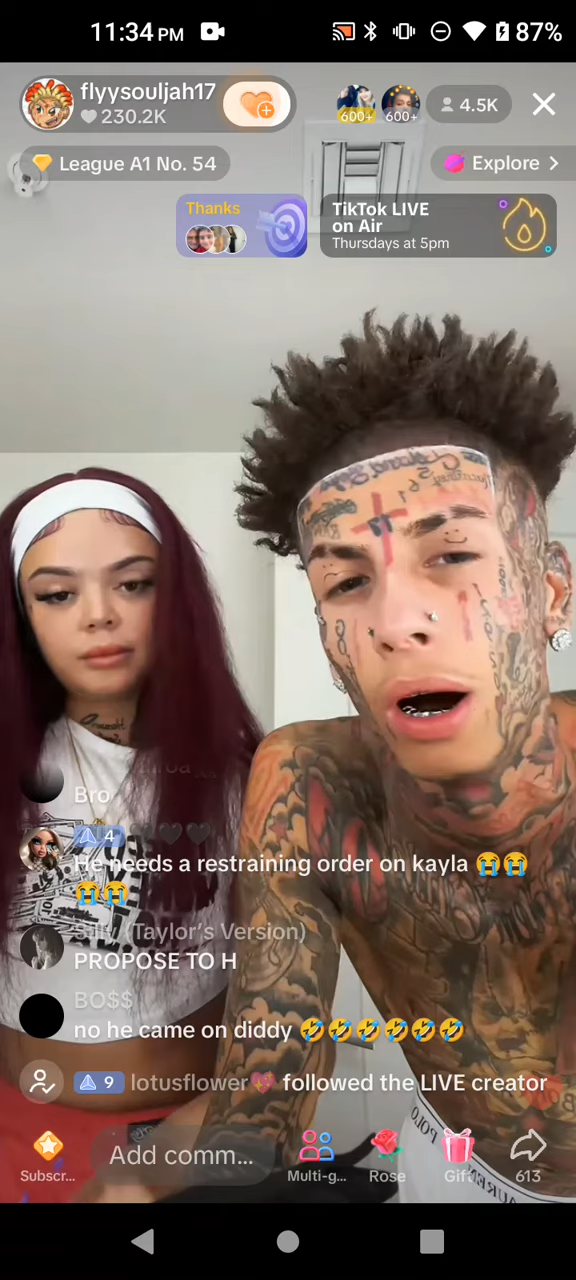 11:34 PM
87%
flyysouljah17
230.2K
600+
600+
4.5K
League A1 No. 54
Explore >
Thanks
TikTok LIVE
on Air
Thursdays at 5pm
Bro
4
He needs a restraining order on kayla 😭😭
😭😭
(Taylor's Version)
PROPOSE TO H
BO$$
no he came on diddy 🤣🤣🤣🤣🤣🤣
9 lotusflower💖 followed the LIVE creator
Add comm...
Subscr...
Multi-g...
Rose
Gift
613
POLO